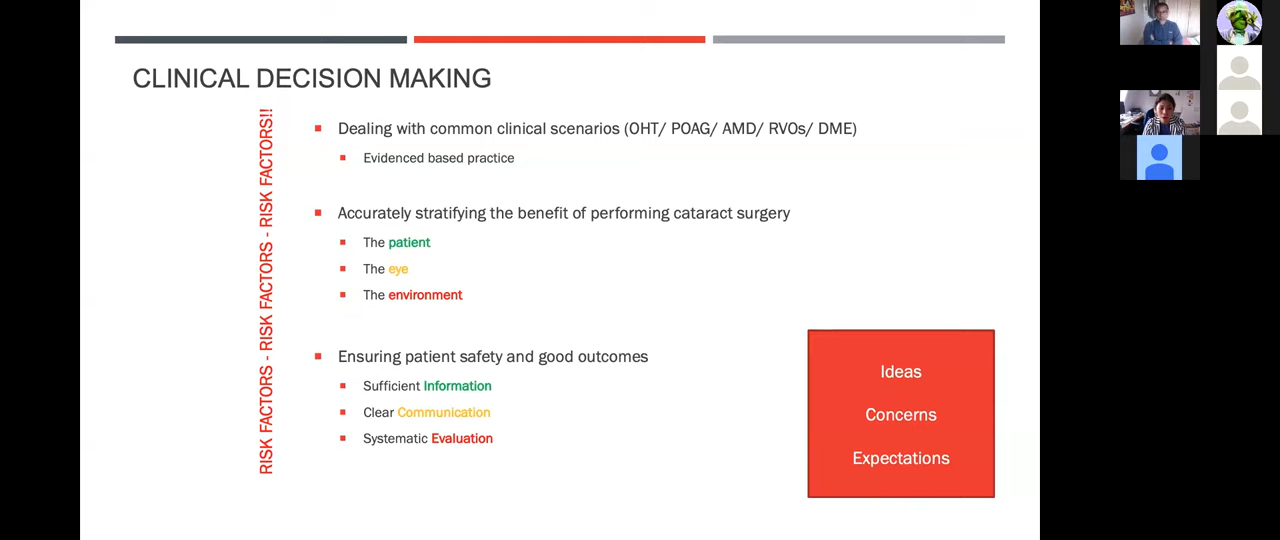 CLINICAL DECISION MAKING
RISK FACTORS - RISK FACTORS - RISK FACTORS!!
Dealing with common clinical scenarios (OHT/ POAG/ AMD/ RVOs/ DME)
Evidenced based practice
Accurately stratifying the benefit of performing cataract surgery
The patient
The eye
The environment
Ensuring patient safety and good outcomes
Sufficient Information
Clear Communication
Systematic Evaluation
Ideas
Concerns
Expectations